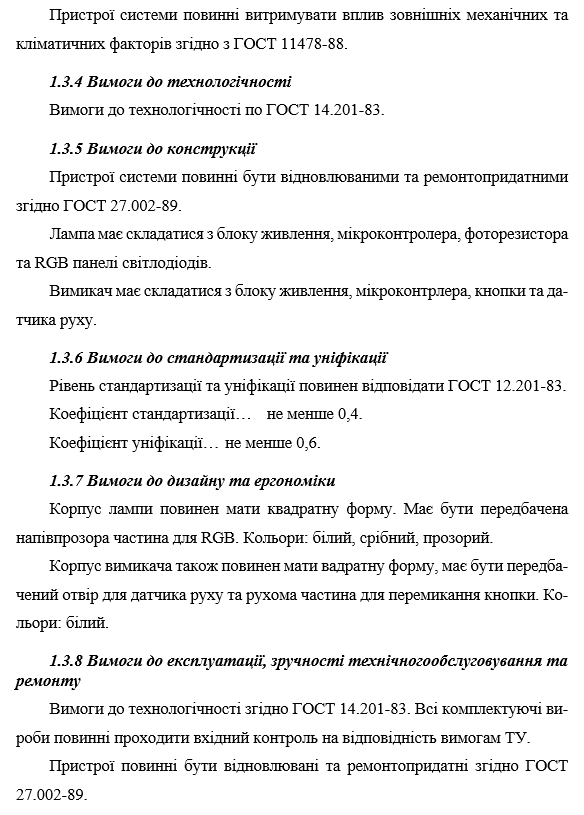 Пристрої системи повинні витримувати вплив зовнішніх механічних та
кліматичних факторів згідно з ГОСТ 11478-88.
1.3.4 Вимоги до технологічності
Вимоги до технологічності по ГОСТ 14.201-83.
1.3.5 Вимоги до конструкції
Пристрої системи повинні бути відновлюваними та ремонтопридатними
згідно ГОСТ 27.002-89.
Лампа має складатися з блоку живлення, мікроконтролера, фоторезистора
та RGB панелі світлодіодів.
Вимикач має складатися з блоку живлення, мікроконтрлера, кнопки та да-
тчика руху.
1.3.6 Вимоги до стандартизації та уніфікації
Рівень стандартизації та уніфікації повинен відповідати ГОСТ 12.201-83.
Коефіцієнт стандартизації… не менше 0,4.
Коефіцієнт уніфікації… не менше 0,6.
1.3.7 Вимоги до дизайну та ергономіки
Корпус лампи повинен мати квадратну форму. Має бути передбачена
напівпрозора частина для RGB. Кольори: білий, срібний, прозорий.
Корпус вимикача також повинен мати вадратну форму, має бути передба-
чений отвір для датчика руху та рухома частина для перемикання кнопки. Ко-
льори: білий.
1.3.8 Вимоги до експлуатації, зручності технічногообслуговування та
ремонту
Вимоги до технологічності згідно ГОСТ 14.201-83. Всі комплектуючі ви-
роби повинні проходити вхідний контроль на відповідність вимогам ТУ.
Пристрої повинні бути відновлювані та ремонтопридатні згідно ГОСТ
27.002-89.